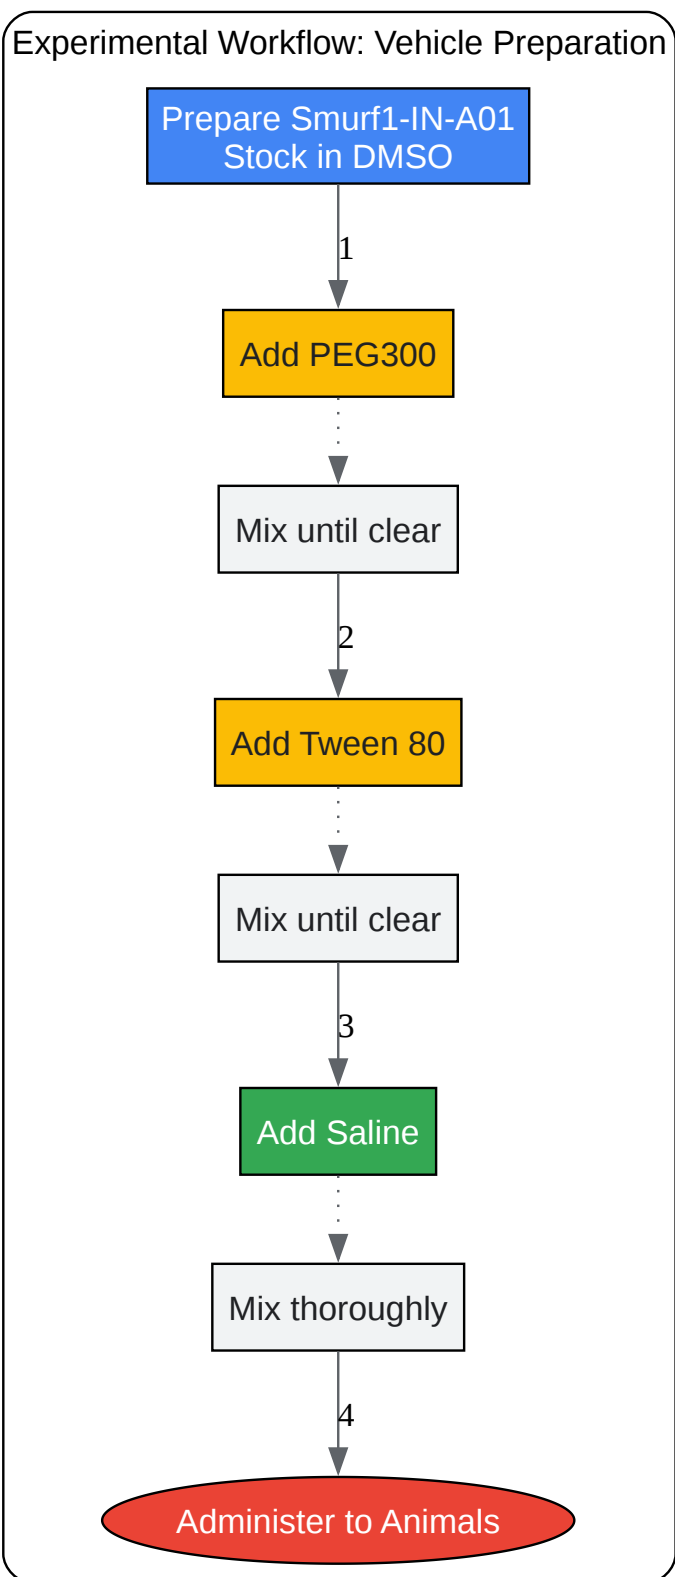 Experimental Workflow: Vehicle Preparation
Prepare Smurf1-IN-A01
Stock in DMSO
1
Add PEG300
Mix until clear
2
Add Tween 80
Mix until clear
3
Add Saline
Mix thoroughly
4
Administer to Animals